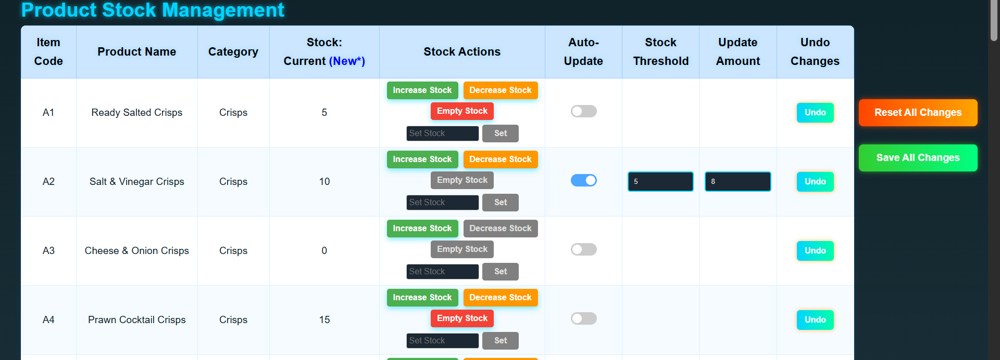 Product Stock Management
Item Code
Product Name
Category
Stock: Current (New*)
Stock Actions
Auto-Update
Stock Threshold
Update Amount
Undo Changes
A1
Ready Salted Crisps
Crisps
5
Increase Stock
Decrease Stock
Empty Stock
Set Stock
Set
Undo
Reset All Changes
Save All Changes
A2
Salt & Vinegar Crisps
Crisps
10
Increase Stock
Decrease Stock
Empty Stock
Set Stock
Set
5
8
Undo
A3
Cheese & Onion Crisps
Crisps
0
Increase Stock
Decrease Stock
Empty Stock
Set Stock
Set
Undo
A4
Prawn Cocktail Crisps
Crisps
15
Increase Stock
Decrease Stock
Empty Stock
Set Stock
Set
Undo